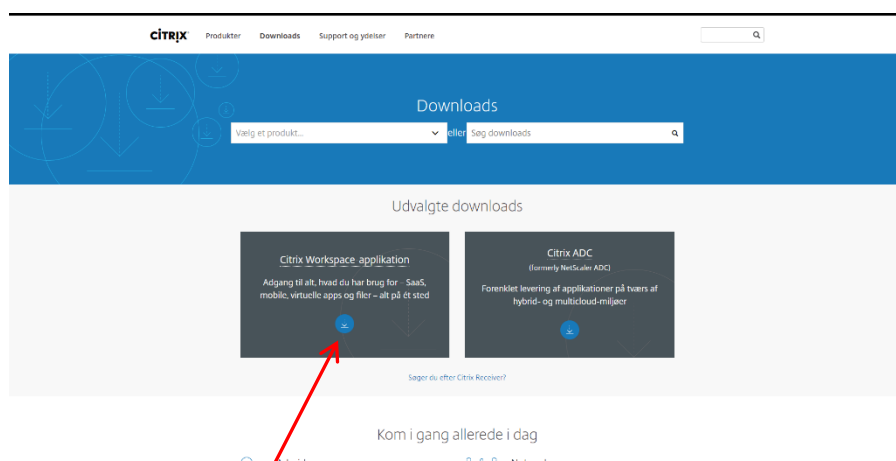 CİTRIX Produkter Downloads Support og ydelser Partnere
Downloads
Vælg et produkt... eller Søg downloads
Udvalgte downloads
Citrix Workspace applikation
Adgang til alt, hvad du har brug for – SaaS,
mobile, virtuelle apps og filer – alt på ét sted
Citrix ADC
(formerly NetScaler ADC)
Forenklet levering af applikationer på tværs af
hybrid- og multicloud-miljøer
Søger du efter Citrix Receiver?
Kom i gang allerede i dag